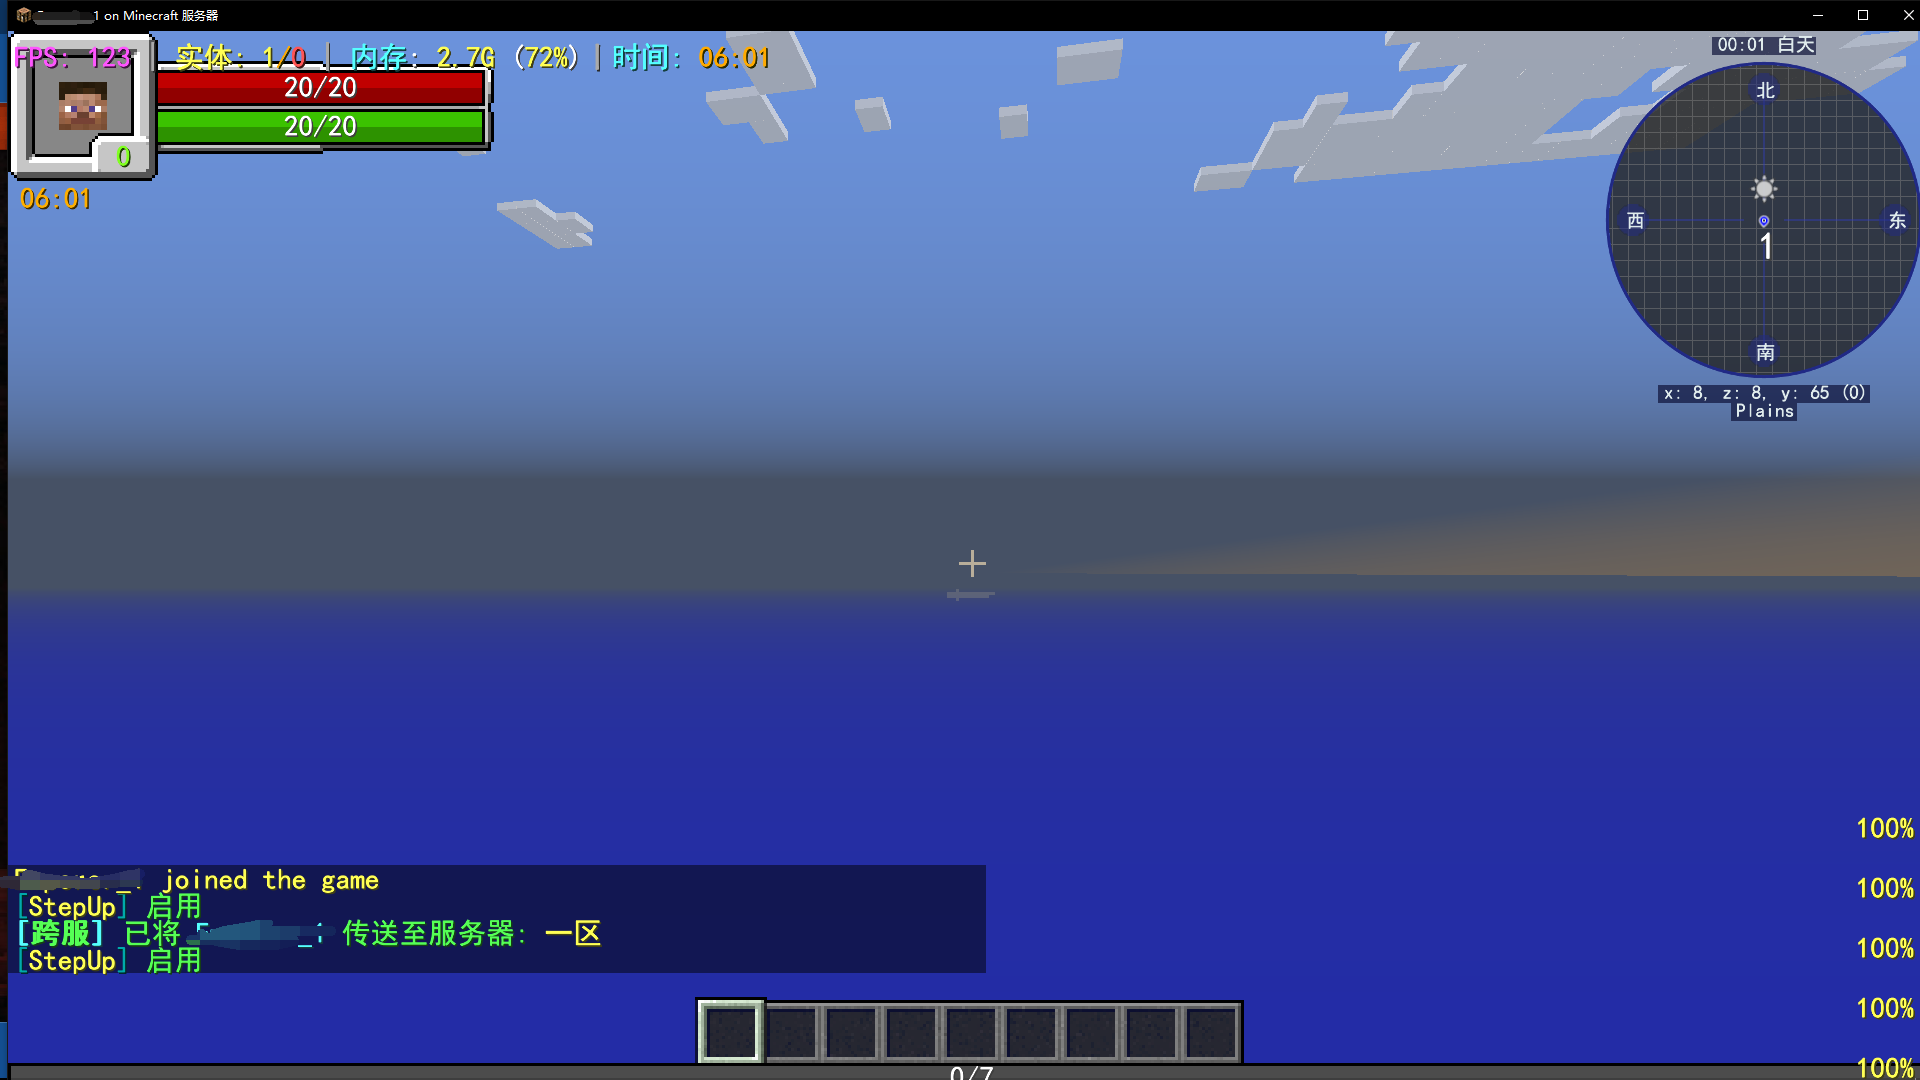 1 on Minecraft 服务器
FPS: 123 | 实体: 1/0 | 内存: 2.7G (72%) | 时间: 06:01
20/20
20/20
0
06:01
00:01 白天
北
西
东
1
南
x: 8, z: 8, y: 65 (0)
Plains
100%
100%
100%
100%
100%
joined the game
[StepUp] 启用
[跨服] 已将 传送至服务器: 一区
[StepUp] 启用
0/7